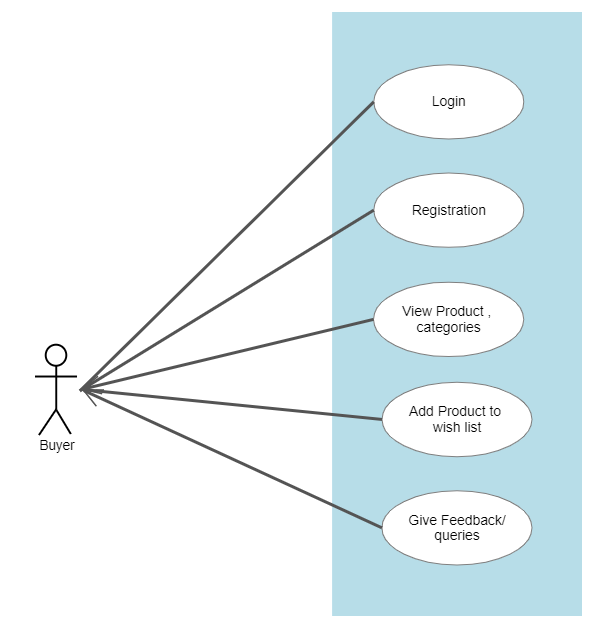 Login
Registration
View Product ,
categories
Add Product to
wish list
Give Feedback/
queries
Buyer